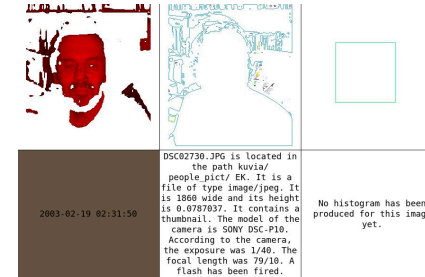 2003-02-19 02:31:50
DSC02730.JPG is located in
the path kuvia/
people_pict/ EK. It is a
file of type image/jpeg. It
is 1860 wide and its height
is 0.0787037. It contains a
thumbnail. The model of the
camera is SONY DSC-P10.
According to the camera,
the exposure was 1/40. The
focal length was 79/10. A
flash has been fired.
No histogram has been
produced for this imag
yet.